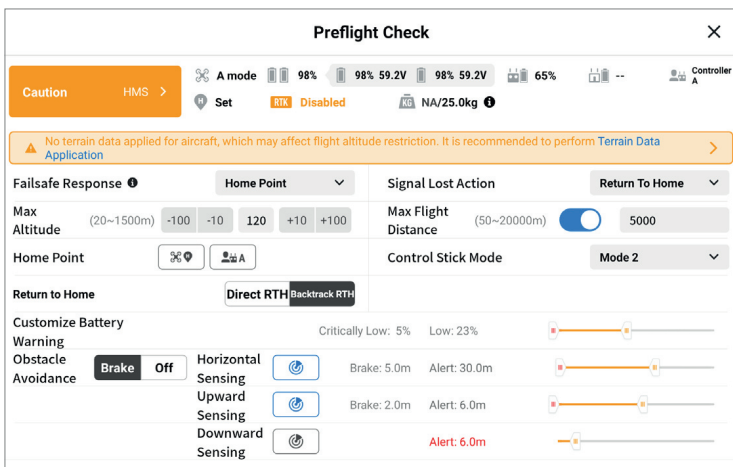 Preflight Check
Caution HMS
A mode 98% 98% 59.2V 98% 59.2V 65% -- Controller A
H Set RTK Disabled KG NA/25.0kg
No terrain data applied for aircraft, which may affect flight altitude restriction. It is recommended to perform Terrain Data
Application
Failsafe Response Home Point
Signal Lost Action Return To Home
Max Altitude (20~1500m) -100 -10 120 +10 +100
Max Flight Distance (50~20000m) 5000
Home Point H A
Control Stick Mode Mode 2
Return to Home Direct RTH Backtrack RTH
Customize Battery Warning Critically Low: 5% Low: 23%
Obstacle Avoidance Brake Off
Horizontal Sensing Brake: 5.0m Alert: 30.0m
Upward Sensing Brake: 2.0m Alert: 6.0m
Downward Sensing Alert: 6.0m